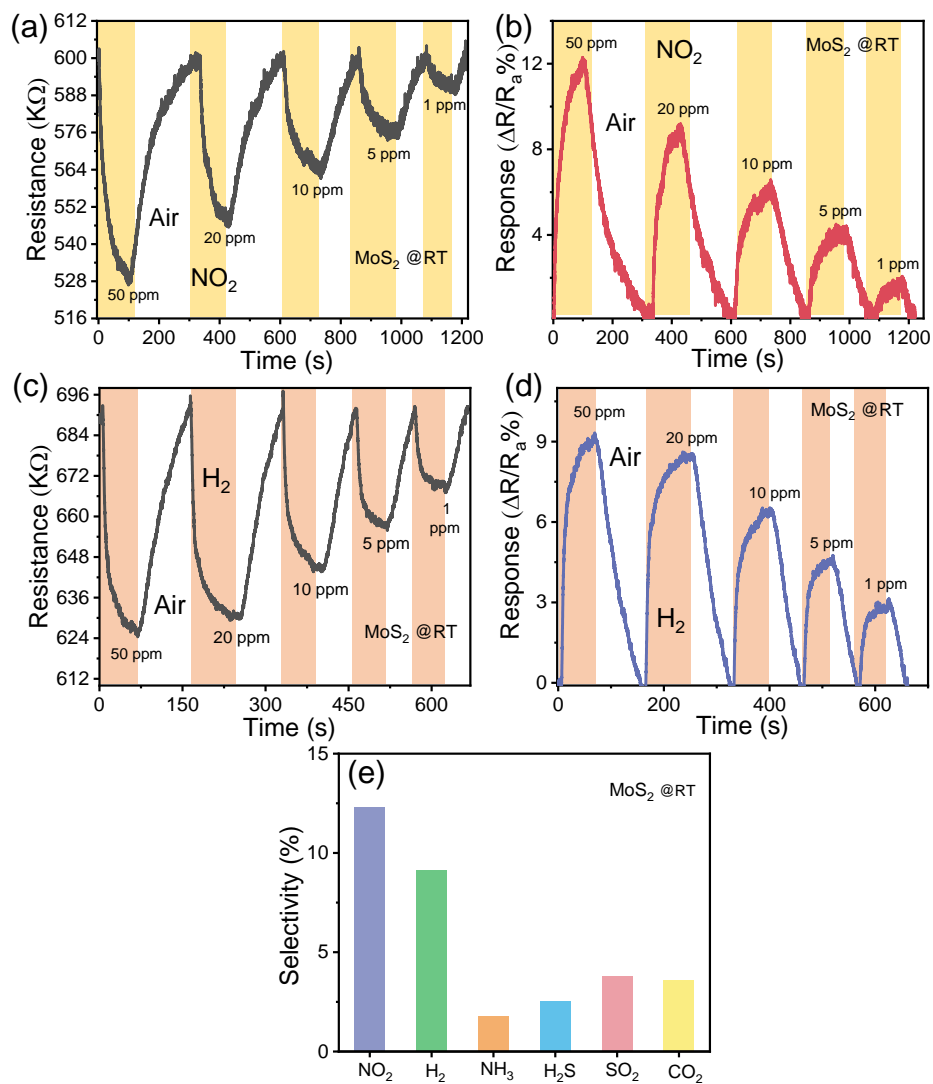 (a)
612
600
588
576
564
552
540
528
516
Resistance (KΩ)
50 ppm
Air
20 ppm
NO₂
10 ppm
5 ppm
1 ppm
MoS₂ @RT
0 200 400 600 800 1000 1200
Time (s)
(b)
12
8
4
Response (ΔR/Rₐ%)
50 ppm
NO₂
MoS₂ @RT
Air
20 ppm
10 ppm
5 ppm
1 ppm
0 200 400 600 800 1000 1200
Time (s)
(c)
696
684
672
660
648
636
624
612
Resistance (KΩ)
H₂
50 ppm
Air
20 ppm
10 ppm
5 ppm
1
ppm
MoS₂ @RT
0 150 300 450 600
Time (s)
(d)
9
6
3
0
Response (ΔR/Rₐ%)
50 ppm
MoS₂ @RT
Air
20 ppm
10 ppm
5 ppm
1 ppm
H₂
0 200 400 600
Time (s)
(e)
MoS₂ @RT
15
10
5
0
Selectivity (%)
NO₂ H₂ NH₃ H₂S SO₂ CO₂